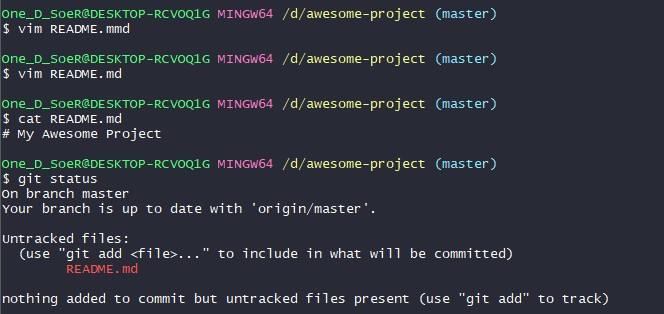 One_D_SoeR@DESKTOP-RCVOQ1G MINGW64 /d/awesome-project (master)
$ vim README.mmd
One_D_SoeR@DESKTOP-RCVOQ1G MINGW64 /d/awesome-project (master)
$ vim README.md
One_D_SoeR@DESKTOP-RCVOQ1G MINGW64 /d/awesome-project (master)
$ cat README.md
# My Awesome Project
One_D_SoeR@DESKTOP-RCVOQ1G MINGW64 /d/awesome-project (master)
$ git status
On branch master
Your branch is up to date with 'origin/master'.
Untracked files:
  (use "git add <file>..." to include in what will be committed)
        README.md
nothing added to commit but untracked files present (use "git add" to track)